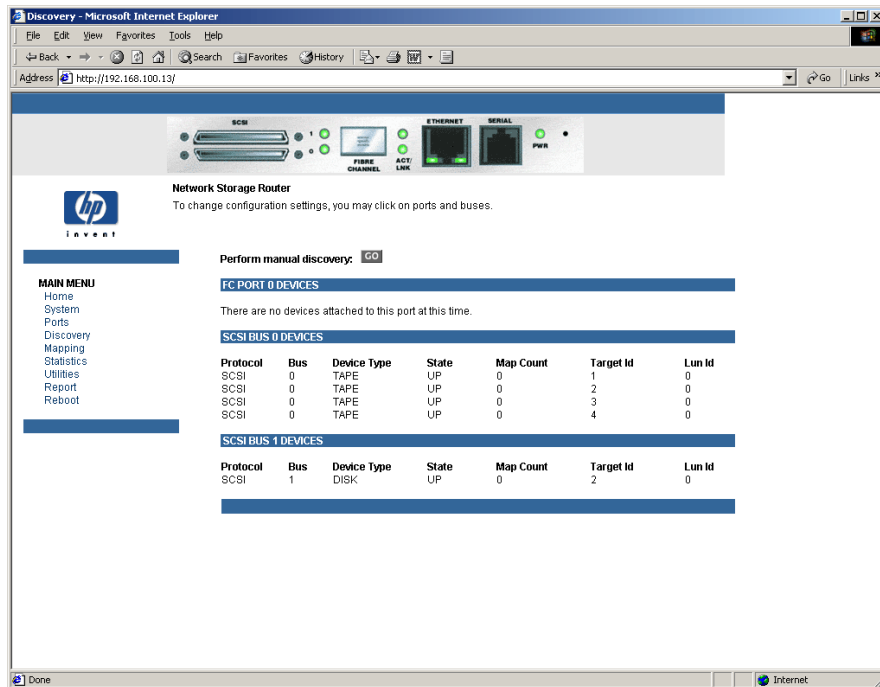 Discovery - Microsoft Internet Explorer
File Edit View Favorites Tools Help
Back Search Favorites History
Address http://192.168.100.13/ Go Links »
SCSI ETHERNET SERIAL
1
0
FIBRE CHANNEL ACT/ LNK PWR
hp
invent
Network Storage Router
To change configuration settings, you may click on ports and buses.
Perform manual discovery: GO
MAIN MENU
Home
System
Ports
Discovery
Mapping
Statistics
Utilities
Report
Reboot
FC PORT 0 DEVICES
There are no devices attached to this port at this time.
SCSI BUS 0 DEVICES
Protocol Bus Device Type State Map Count Target Id Lun Id
SCSI 0 TAPE UP 0 1 0
SCSI 0 TAPE UP 0 2 0
SCSI 0 TAPE UP 0 3 0
SCSI 0 TAPE UP 0 4 0
SCSI BUS 1 DEVICES
Protocol Bus Device Type State Map Count Target Id Lun Id
SCSI 1 DISK UP 0 2 0
Done Internet